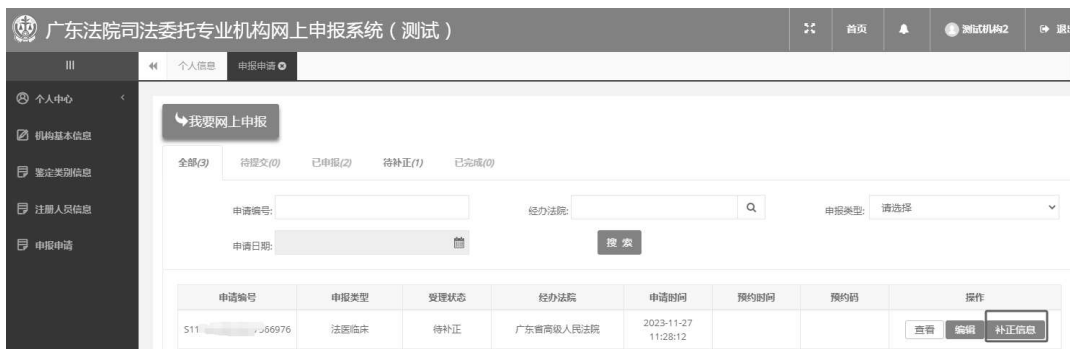 广东法院司法委托专业机构网上申报系统（测试）
首页
测试机构2
个人信息
申报申请
个人中心
机构基本信息
鉴定类别信息
注册人员信息
申报申请
我要网上申报
全部(3) 待提交(0) 已申报(2) 待补正(1) 已完成(0)
申请编号: 经办法院: 申报类型: 请选择
申请日期: 搜索
申请编号 申报类型 受理状态 经办法院 申请时间 预约时间 预约码 操作
S11 566976 法医临床 待补正 广东省高级人民法院 2023-11-27 11:28:12 查看 编辑 补正信息